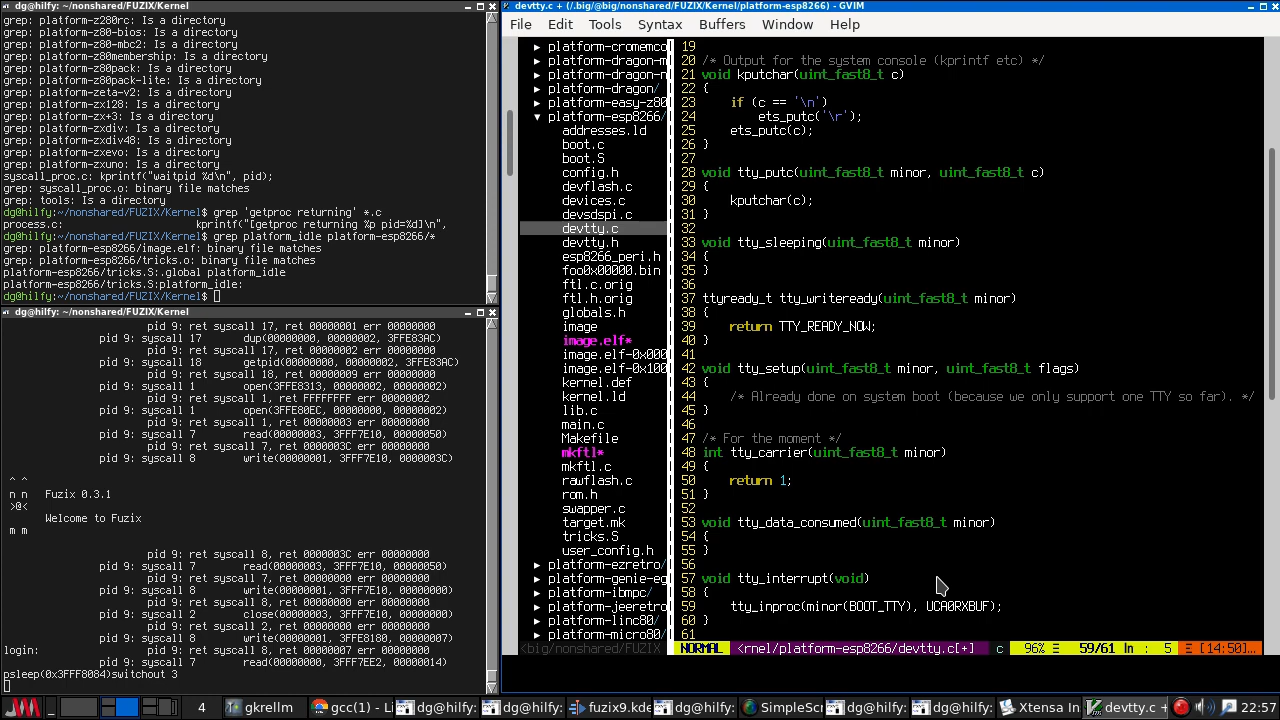 dg@hilfy: ~/nonshared/FUZIX/Kernel
grep: platform-z280rc: Is a directory
grep: platform-z80-bios: Is a directory
grep: platform-z80-mbc2: Is a directory
grep: platform-z80membership: Is a directory
grep: platform-z80pack: Is a directory
grep: platform-z80pack-lite: Is a directory
grep: platform-zeta-v2: Is a directory
grep: platform-zx128: Is a directory
grep: platform-zx+3: Is a directory
grep: platform-zxdiv: Is a directory
grep: platform-zxdiv48: Is a directory
grep: platform-zxevo: Is a directory
grep: platform-zxuno: Is a directory
syscall_proc.c: kprintf("waitpid %d\n", pid);
grep: syscall_proc.o: binary file matches
grep: tools: Is a directory
dg@hilfy:~/nonshared/FUZIX/Kernel$ grep 'getproc returning' *.c
process.c: kprintf("[getproc returning %p pid=%d]\n",
dg@hilfy:~/nonshared/FUZIX/Kernel$ grep platform_idle platform-esp8266/*
grep: platform-esp8266/image.elf: binary file matches
grep: platform-esp8266/tricks.o: binary file matches
platform-esp8266/tricks.S:.global platform_idle
platform-esp8266/tricks.S:platform_idle:
dg@hilfy:~/nonshared/FUZIX/Kernel$
dg@hilfy: ~/nonshared/FUZIX/Kernel
pid 9: ret syscall 17, ret 00000001 err 00000000
pid 9: syscall 17 dup(00000000, 00000002, 3FFE83AC)
pid 9: ret syscall 17, ret 00000002 err 00000000
pid 9: syscall 18 getpid(00000000, 00000002, 3FFE83AC)
pid 9: ret syscall 18, ret 00000009 err 00000000
pid 9: syscall 1 open(3FFE8313, 00000002, 00000002)
pid 9: ret syscall 1, ret FFFFFFFF err 00000002
pid 9: syscall 1 open(3FFE80EC, 00000000, 00000002)
pid 9: ret syscall 1, ret 00000003 err 00000000
pid 9: syscall 7 read(00000003, 3FFF7E10, 00000050)
pid 9: ret syscall 7, ret 0000003C err 00000000
pid 9: syscall 8 write(00000001, 3FFF7E10, 0000003C)
^ ^
n n Fuzix 0.3.1
>@<
Welcome to Fuzix
m m
pid 9: ret syscall 8, ret 0000003C err 00000000
pid 9: syscall 7 read(00000003, 3FFF7E10, 00000050)
pid 9: ret syscall 7, ret 00000000 err 00000000
pid 9: syscall 8 write(00000001, 3FFF7E10, 00000000)
pid 9: ret syscall 8, ret 00000000 err 00000000
pid 9: syscall 2 close(00000003, 3FFF7E10, 00000000)
pid 9: ret syscall 2, ret 00000000 err 00000000
pid 9: syscall 8 write(00000001, 3FFE8180, 00000007)
login: pid 9: ret syscall 8, ret 00000007 err 00000000
pid 9: syscall 7 read(00000000, 3FFF7EE2, 00000014)
psleep(0x3FFF8084)switchout 3
devtty.c + (/.big/@big/nonshared/FUZIX/Kernel/platform-esp8266) - GVIM
File Edit Tools Syntax Buffers Window Help
▸ platform-cromemco
▸ platform-dragon-m
▸ platform-dragon-n
▸ platform-dragon/
▸ platform-easy-z80
▾ platform-esp8266/
addresses.ld
boot.c
boot.S
config.h
devflash.c
devices.c
devsdspi.c
devtty.c
devtty.h
esp8266_peri.h
foo0x00000.bin
ftl.c.orig
ftl.h.orig
globals.h
image
image.elf*
image.elf-0x000
image.elf-0x100
kernel.def
kernel.ld
lib.c
main.c
Makefile
mkftl*
mkftl.c
rawflash.c
rom.h
swapper.c
target.mk
tricks.S
user_config.h
▸ platform-ezretro/
▸ platform-genie-eg
▸ platform-ibmpc/
▸ platform-jeeretro
▸ platform-linc80/
▸ platform-micro80/
<big/nonshared/FUZIX
19
20 /* Output for the system console (kprintf etc) */
21 void kputchar(uint_fast8_t c)
22 {
23 if (c == '\n')
24 ets_putc('\r');
25 ets_putc(c);
26 }
27
28 void tty_putc(uint_fast8_t minor, uint_fast8_t c)
29 {
30 kputchar(c);
31 }
32
33 void tty_sleeping(uint_fast8_t minor)
34 {
35 }
36
37 ttyready_t tty_writeready(uint_fast8_t minor)
38 {
39 return TTY_READY_NOW;
40 }
41
42 void tty_setup(uint_fast8_t minor, uint_fast8_t flags)
43 {
44 /* Already done on system boot (because we only support one TTY so far). */
45 }
46
47 /* For the moment */
48 int tty_carrier(uint_fast8_t minor)
49 {
50 return 1;
51 }
52
53 void tty_data_consumed(uint_fast8_t minor)
54 {
55 }
56
57 void tty_interrupt(void)
58 {
59 tty_inproc(minor(BOOT_TTY), UCA0RXBUF);
60 }
61
NORMAL <rnel/platform-esp8266/devtty.c[+] c 96% Ξ 59/61 ln : 5 Ξ [14:50]…
4 gkrellm gcc(1) - Li dg@hilfy: dg@hilfy: fuzix9.kde dg@hilfy: SimpleScr dg@hilfy: dg@hilfy: Xtensa In devtty.c 22:57